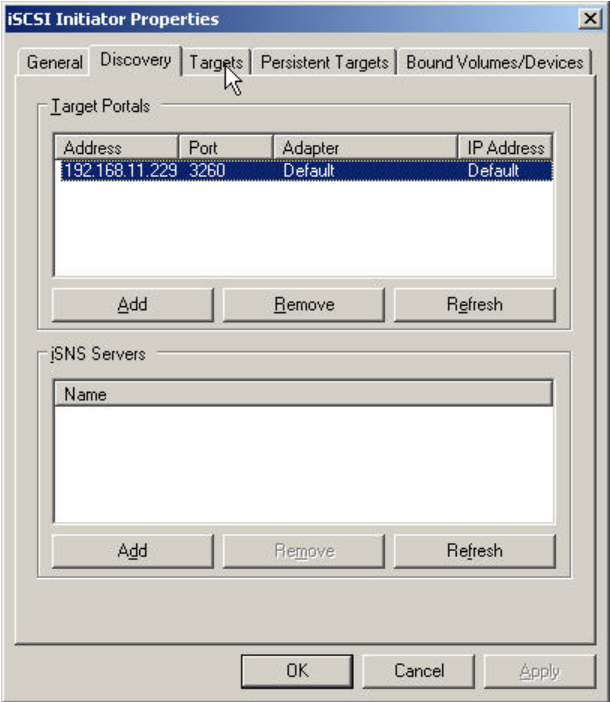 iSCSI Initiator Properties
General Discovery Targets Persistent Targets Bound Volumes/Devices
Target Portals
Address Port Adapter IP Address
192.168.11.229 3260 Default Default
Add Remove Refresh
iSNS Servers
Name
Add Remove Refresh
OK Cancel Apply